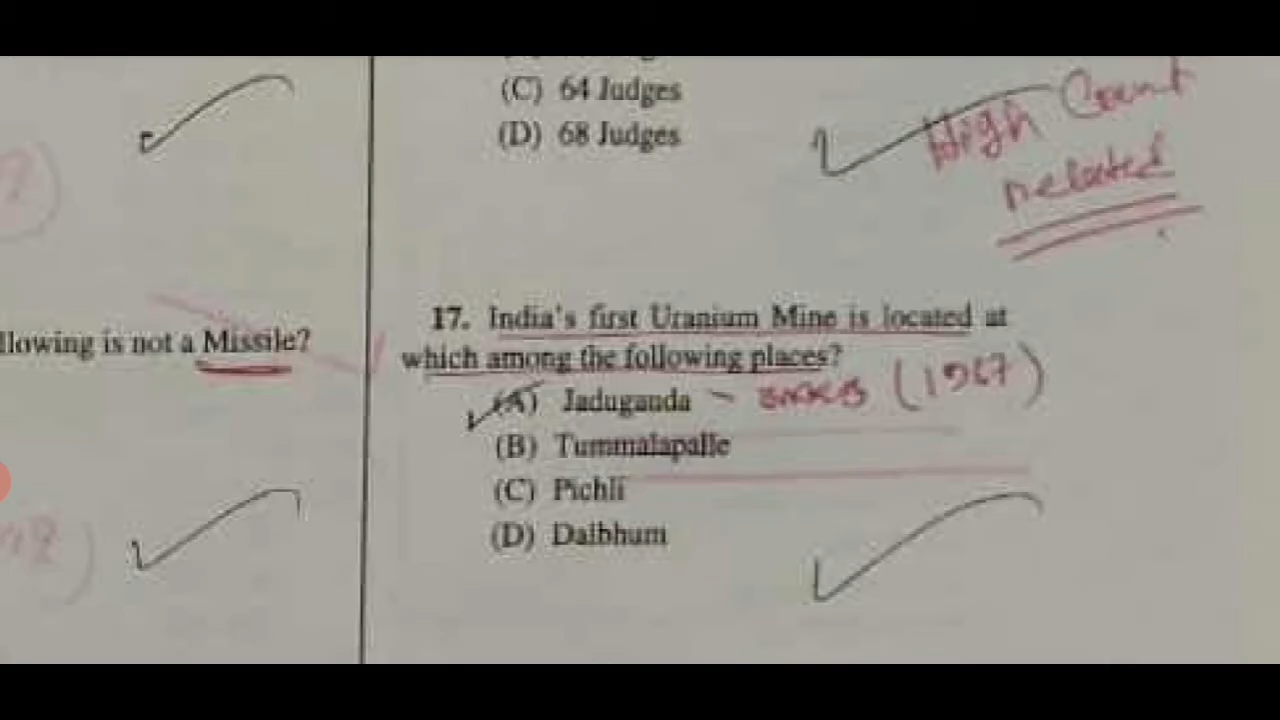 (C) 64 Judges
(D) 68 Judges
High Court
related
llowing is not a Missile?
17. India's first Uranium Mine is located at
which among the following places?
(A) Jaduganda - (1967)
(B) Tummalapalle
(C) Pichli
(D) Dalbhum